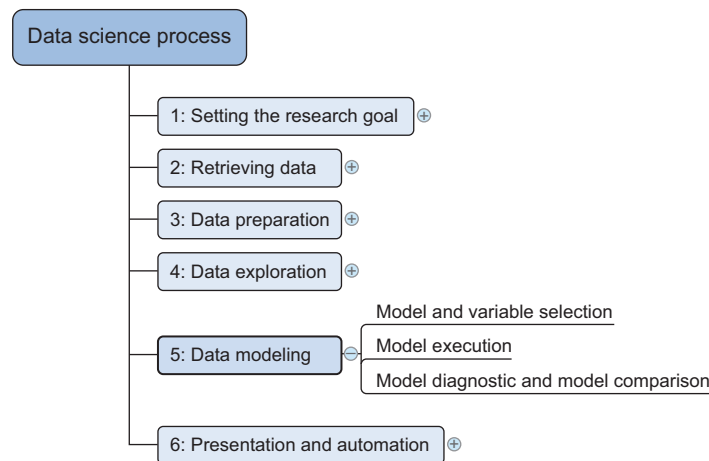 Data science process
1: Setting the research goal
2: Retrieving data
3: Data preparation
4: Data exploration
Model and variable selection
5: Data modeling
Model execution
Model diagnostic and model comparison
6: Presentation and automation